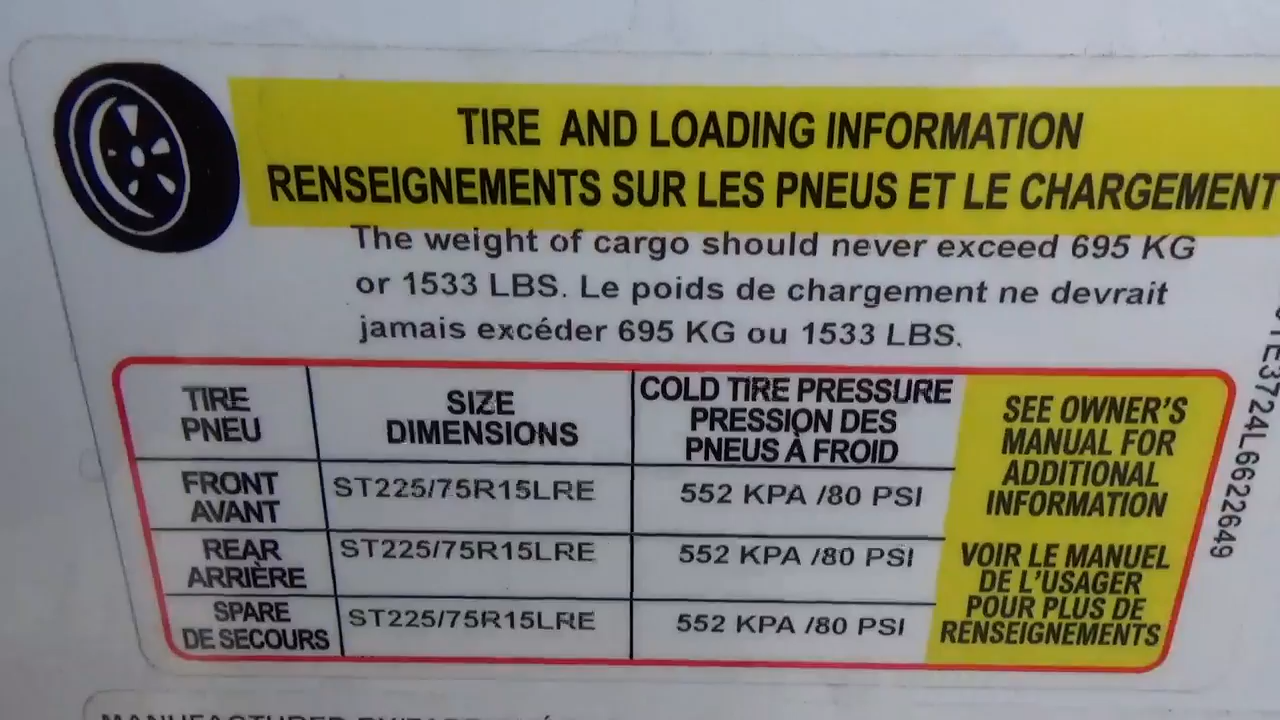 TIRE AND LOADING INFORMATION
RENSEIGNEMENTS SUR LES PNEUS ET LE CHARGEMENT
The weight of cargo should never exceed 695 KG
or 1533 LBS. Le poids de chargement ne devrait
jamais excéder 695 KG ou 1533 LBS.
TIRE
PNEU
SIZE
DIMENSIONS
COLD TIRE PRESSURE
PRESSION DES
PNEUS À FROID
FRONT
AVANT
ST225/75R15LRE
552 KPA /80 PSI
REAR
ARRIÈRE
ST225/75R15LRE
552 KPA /80 PSI
SPARE
DE SECOURS
ST225/75R15LRE
552 KPA /80 PSI
SEE OWNER'S
MANUAL FOR
ADDITIONAL
INFORMATION
VOIR LE MANUEL
DE L'USAGER
POUR PLUS DE
RENSEIGNEMENTS
TE3724L6622649